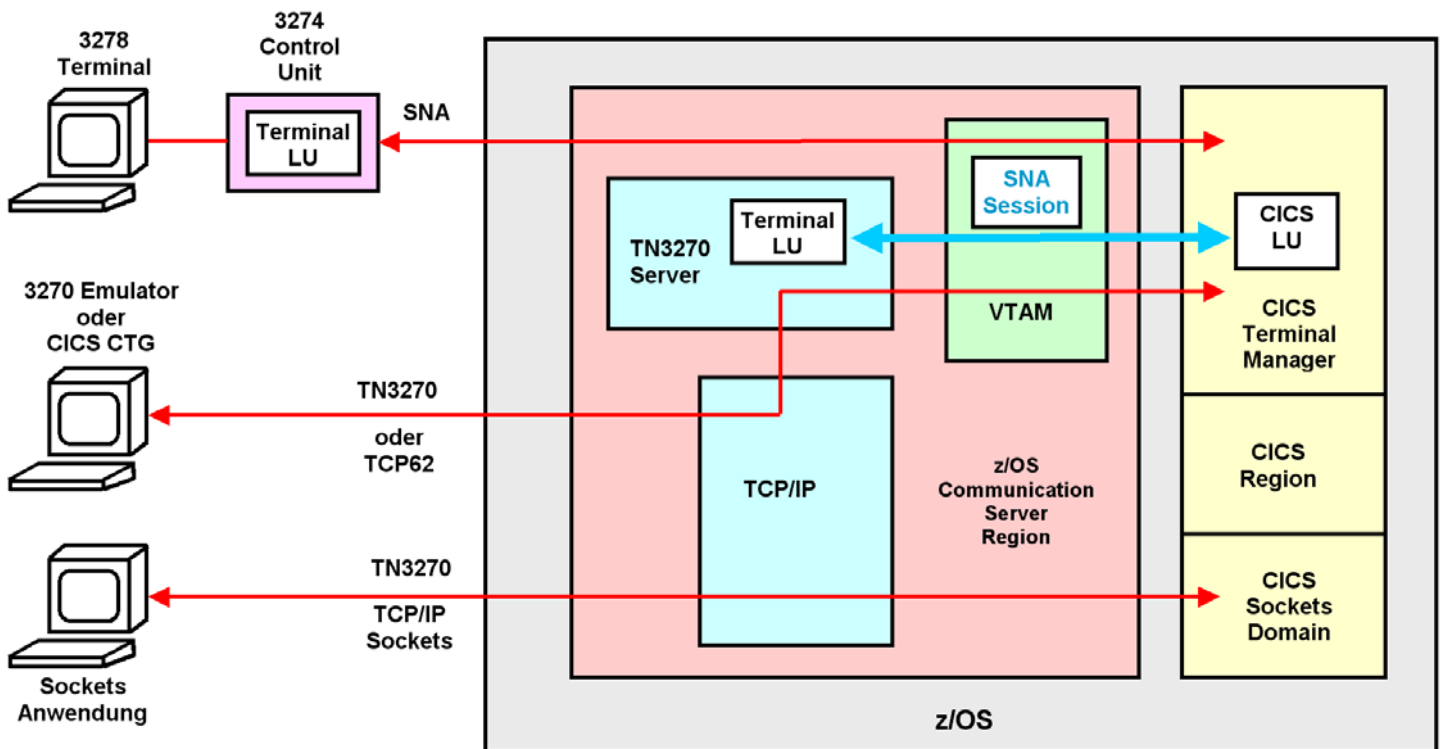 3278
Terminal
3274
Control
Unit
Terminal
LU
SNA
SNA
Session
Terminal
LU
TN3270
Server
VTAM
CICS
LU
CICS
Terminal
Manager
3270 Emulator
oder
CICS CTG
TN3270
oder
TCP62
TCP/IP
z/OS
Communication
Server
Region
CICS
Region
TN3270
TCP/IP
Sockets
CICS
Sockets
Domain
Sockets
Anwendung
z/OS